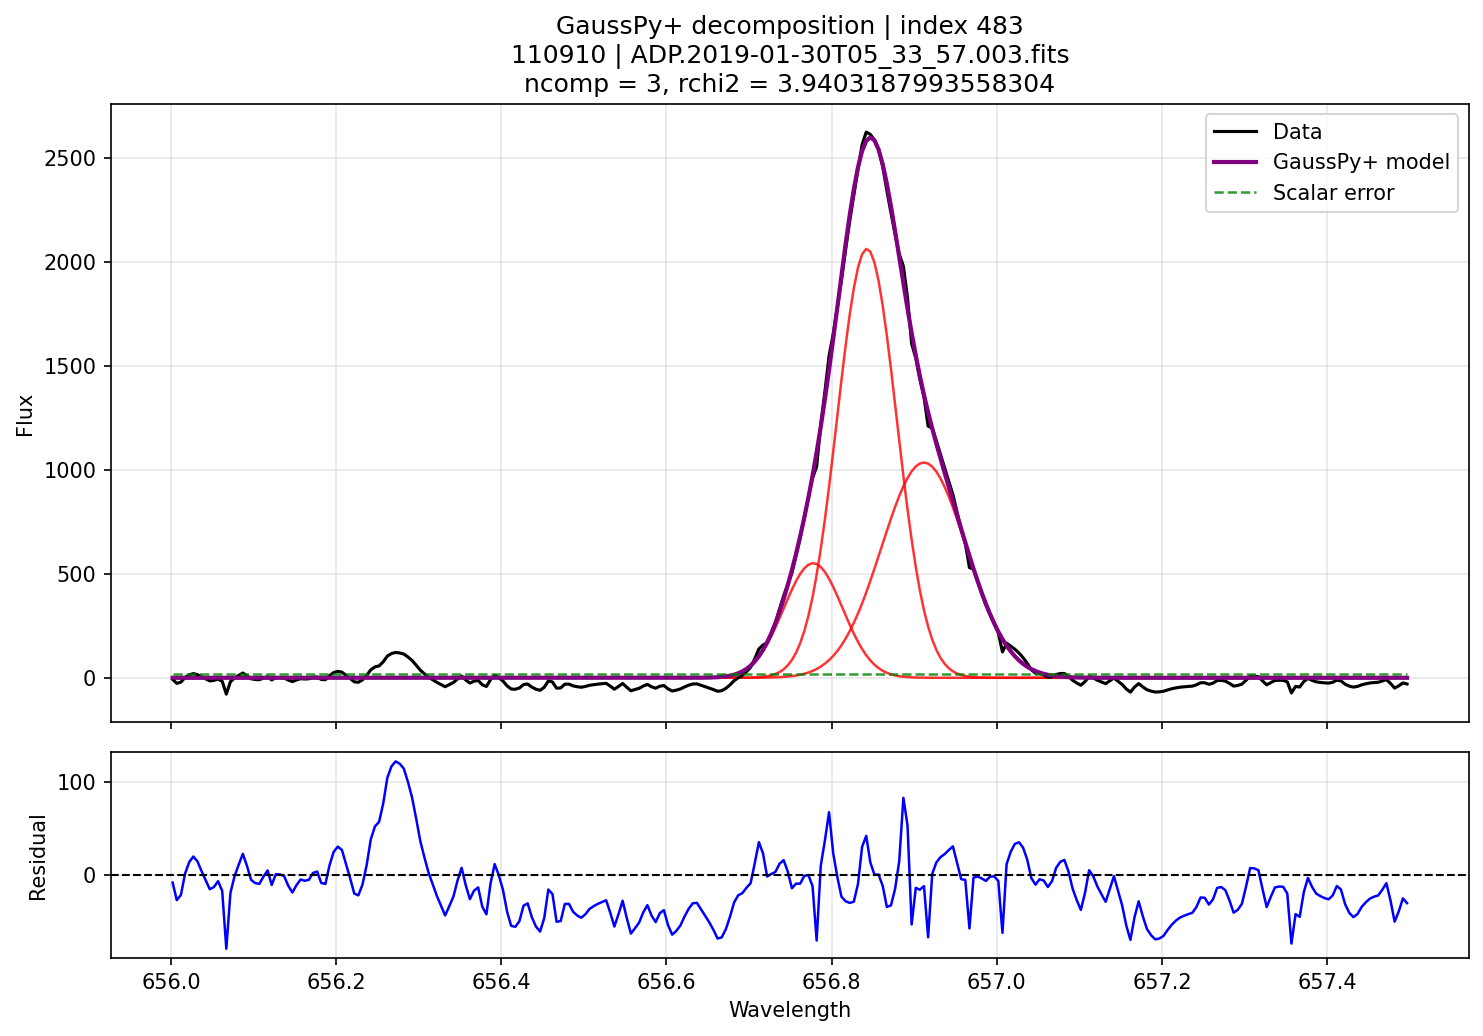 GaussPy+ decomposition | index 483
110910 | ADP.2019-01-30T05_33_57.003.fits
ncomp = 3, rchi2 = 3.9403187993558304
Data
GaussPy+ model
Scalar error
Flux
2500
2000
1500
1000
500
0
Residual
100
0
656.0 656.2 656.4 656.6 656.8 657.0 657.2 657.4
Wavelength